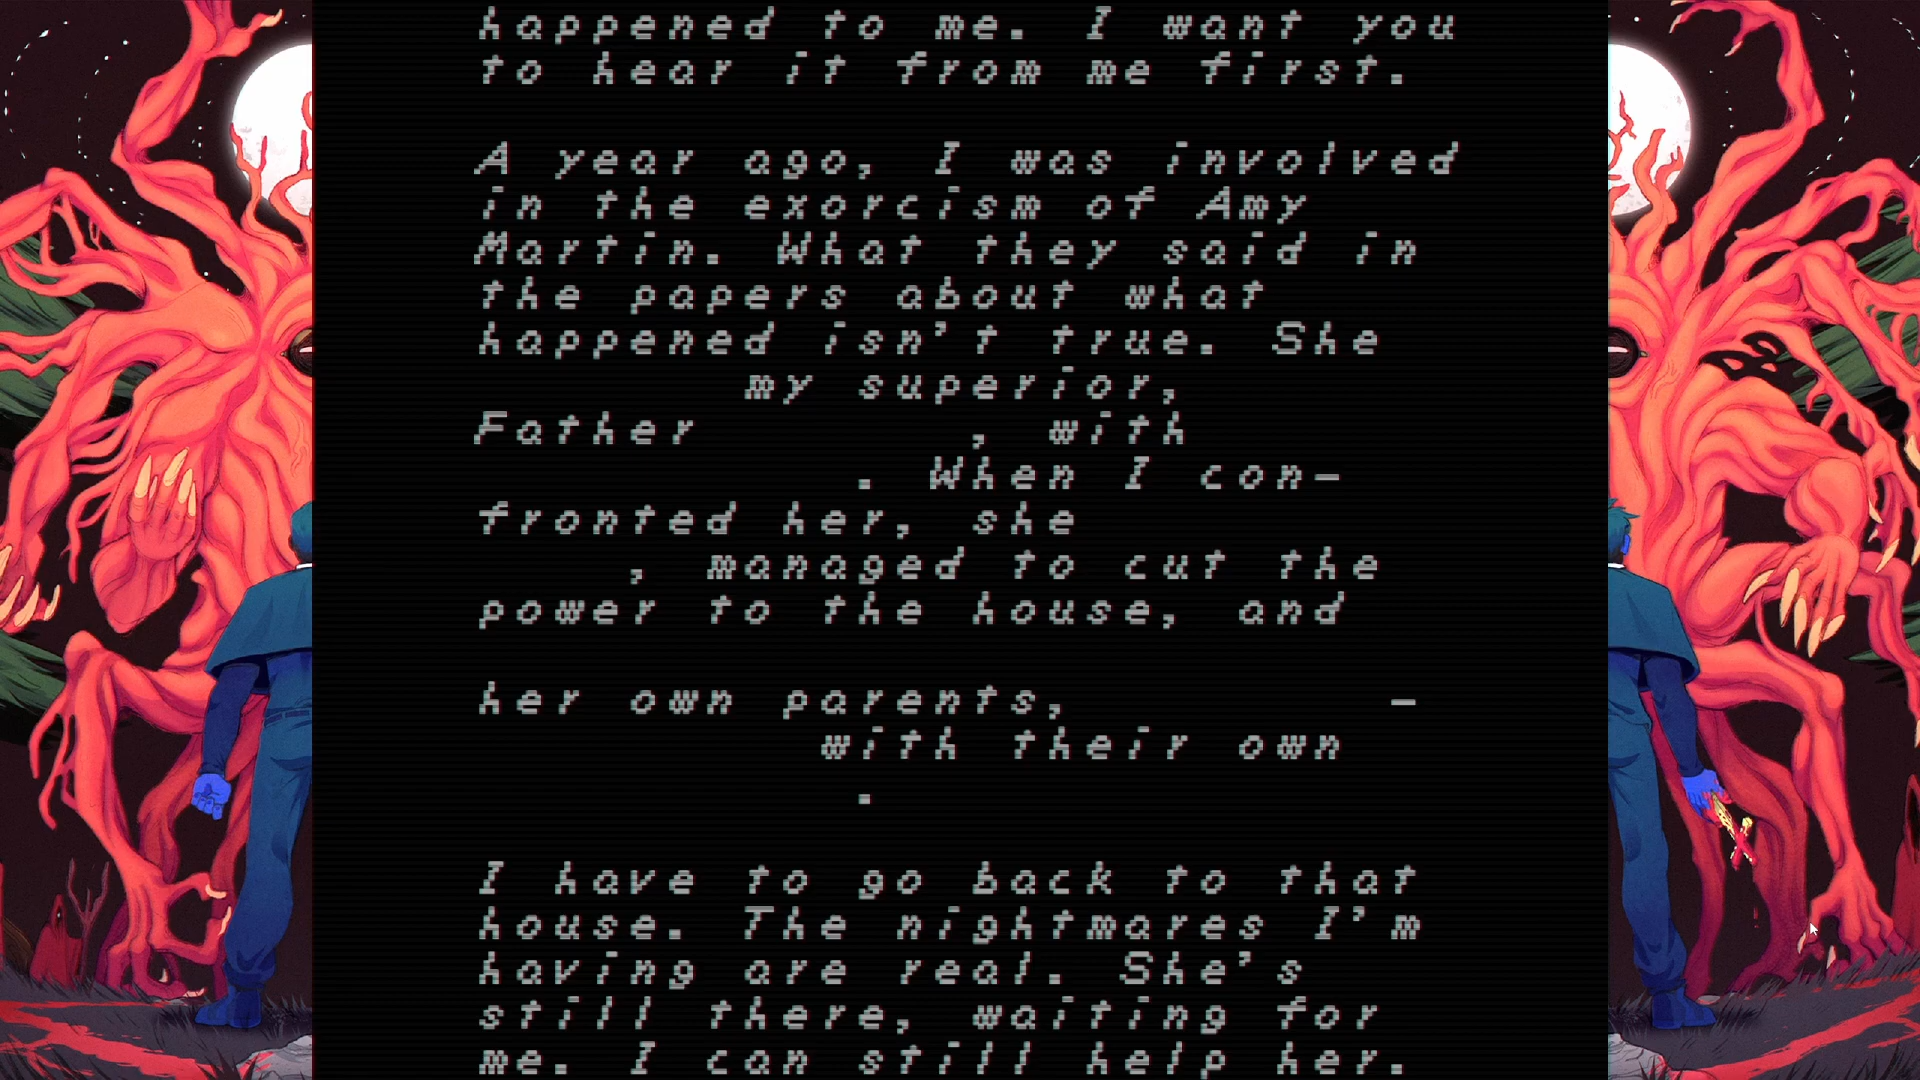 happened to me. I want you
to hear it from me first.
A year ago, I was involved
in the exorcism of Amy
Martin. What they said in
the papers about what
happened isn't true. She
my superior,
Father , with
. When I con-
fronted her, she
, managed to cut the
power to the house, and
her own parents, -
with their own
.
I have to go back to that
house. The nightmares I'm
having are real. She's
still there, waiting for
me. I can still help her.